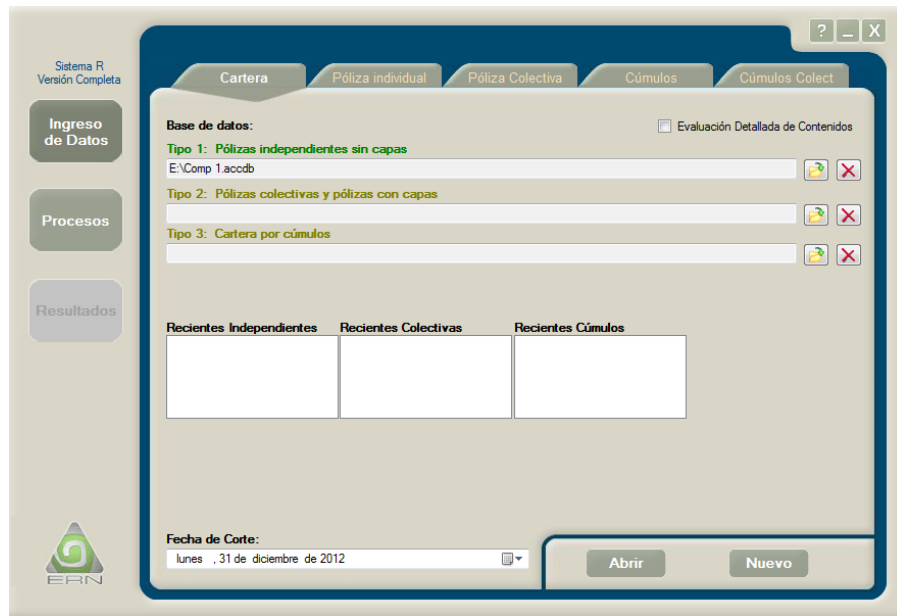 ? _ X
Sistema R
Versión Completa
Cartera
Póliza individual
Póliza Colectiva
Cúmulos
Cúmulos Colect
Ingreso
de Datos
Procesos
Resultados
Base de datos:
Evaluación Detallada de Contenidos
Tipo 1: Pólizas independientes sin capas
E:\Comp 1.accdb
Tipo 2: Pólizas colectivas y pólizas con capas
Tipo 3: Cartera por cúmulos
Recientes Independientes
Recientes Colectivas
Recientes Cúmulos
Fecha de Corte:
lunes , 31 de diciembre de 2012
Abrir
Nuevo
ERN